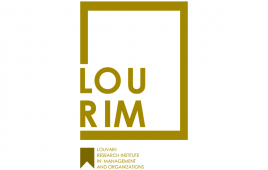 LOU
RIM
LOUVAIN
RESEARCH INSTITUTE
IN MANAGEMENT
AND ORGANIZATIONS